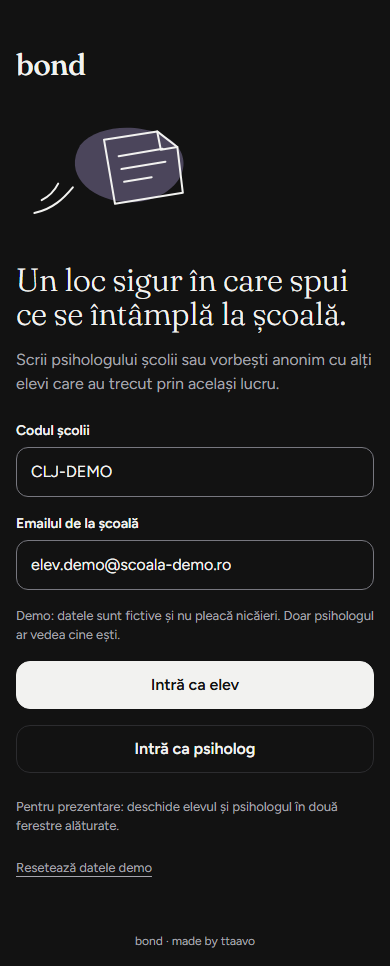 bond
Un loc sigur în care spui
ce se întâmplă la școală.
Scrii psihologului școlii sau vorbești anonim cu alți
elevi care au trecut prin același lucru.
Codul școlii
CLJ-DEMO
Emailul de la școală
elev.demo@scoala-demo.ro
Demo: datele sunt fictive și nu pleacă nicăieri. Doar psihologul
ar vedea cine ești.
Intră ca elev
Intră ca psiholog
Pentru prezentare: deschide elevul și psihologul în două
ferestre alăturate.
Resetează datele demo
bond · made by ttaavo